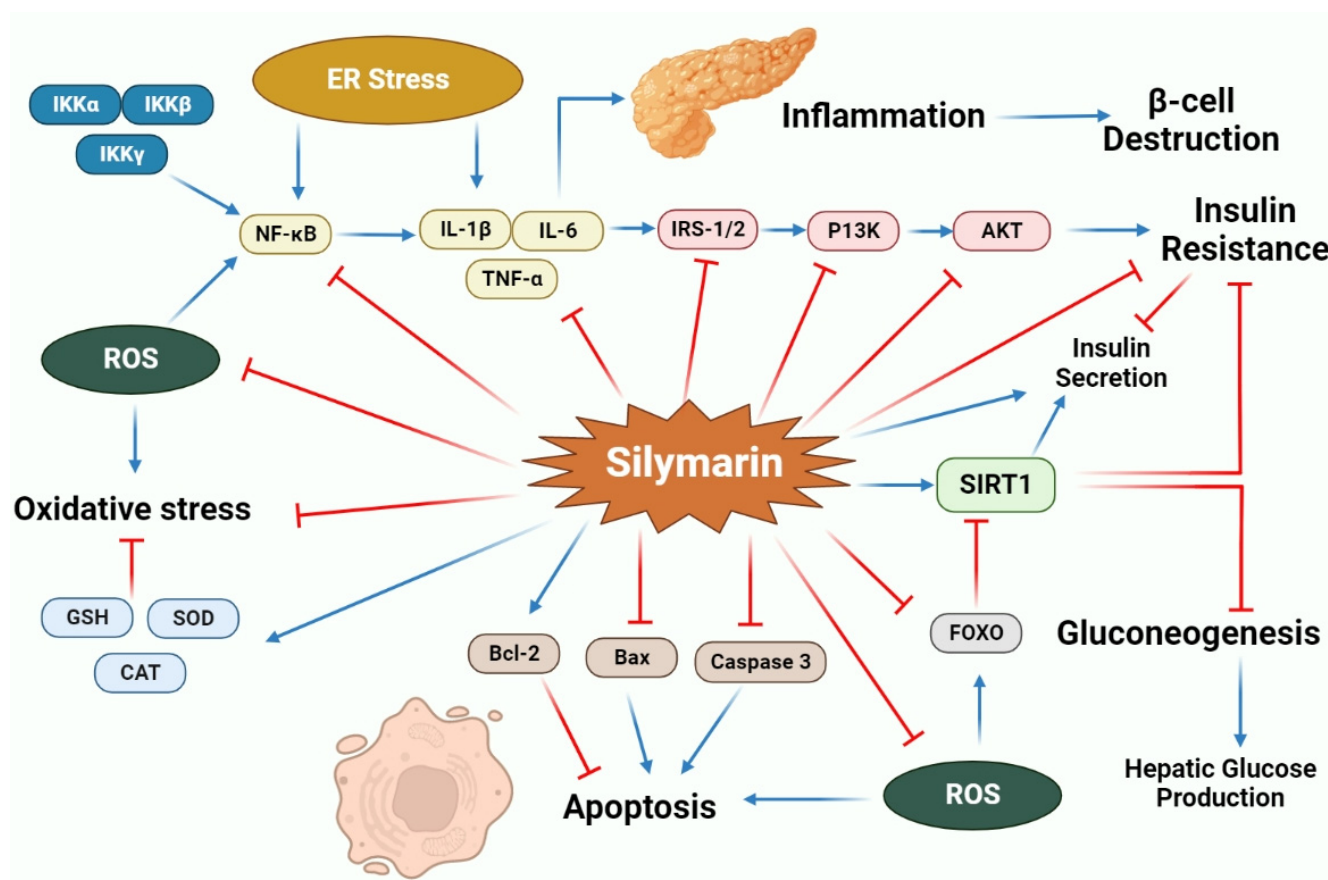 ER Stress
IKKα
IKKβ
IKKγ
Inflammation
β-cell
Destruction
NF-κB
IL-1β
IL-6
TNF-α
IRS-1/2
P13K
AKT
Insulin
Resistance
ROS
Insulin
Secretion
Silymarin
SIRT1
Oxidative stress
GSH
SOD
CAT
Bcl-2
Bax
Caspase 3
FOXO
Gluconeogenesis
Apoptosis
ROS
Hepatic Glucose
Production